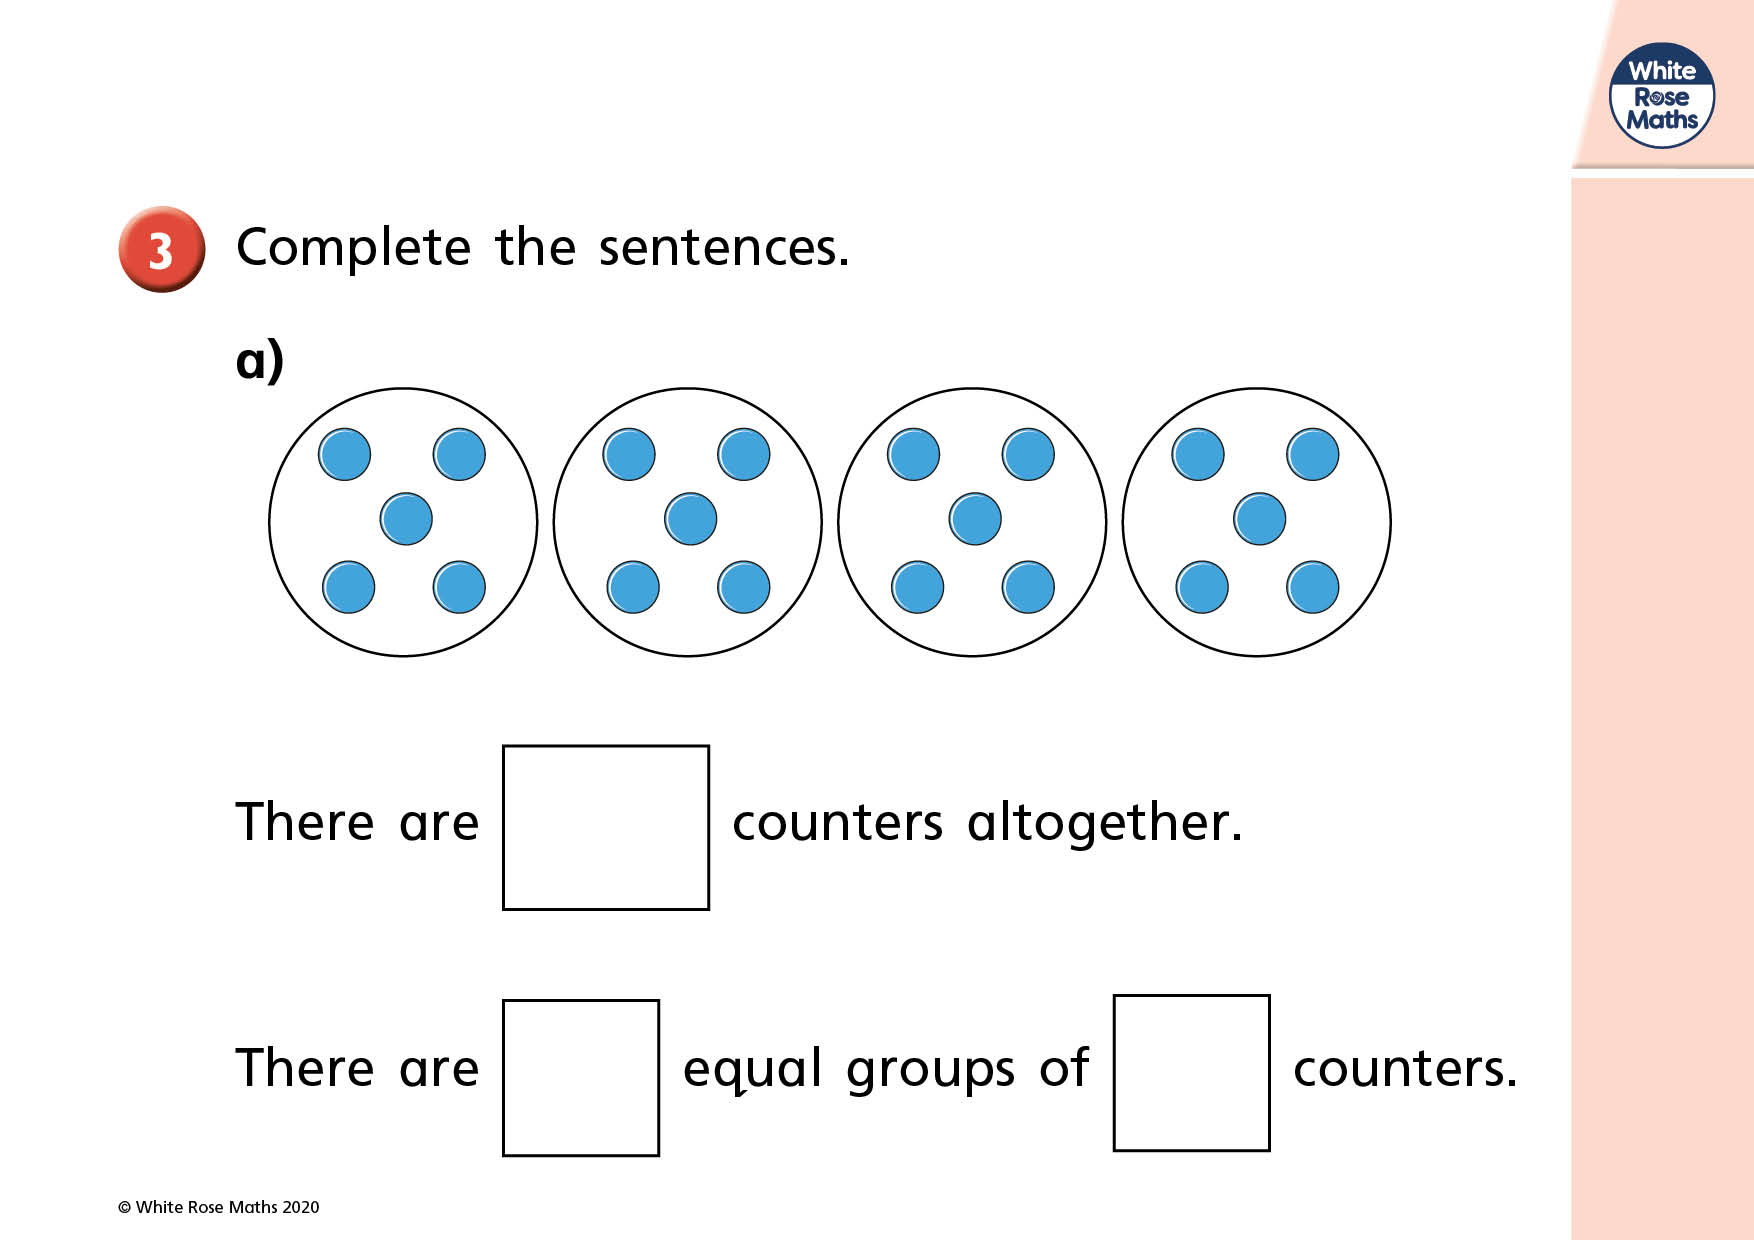 White
Rose
Maths
3 Complete the sentences.
a)
There are counters altogether.
There are equal groups of counters.
© White Rose Maths 2020